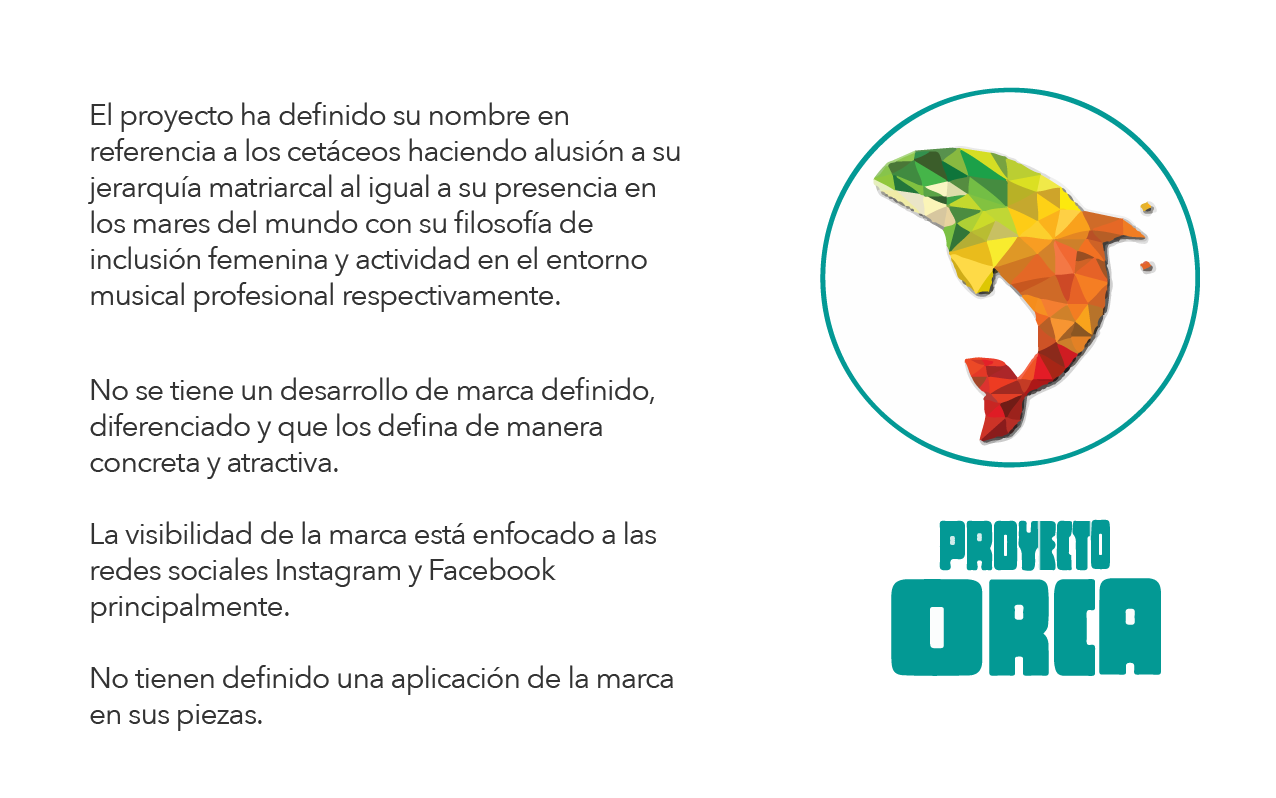 El proyecto ha definido su nombre en
referencia a los cetáceos haciendo alusión a su
jerarquía matriarcal al igual a su presencia en
los mares del mundo con su filosofía de
inclusión femenina y actividad en el entorno
musical profesional respectivamente.
No se tiene un desarrollo de marca definido,
diferenciado y que los defina de manera
concreta y atractiva.
La visibilidad de la marca está enfocado a las
redes sociales Instagram y Facebook
principalmente.
No tienen definido una aplicación de la marca
en sus piezas.
PROYECTO
ORCA